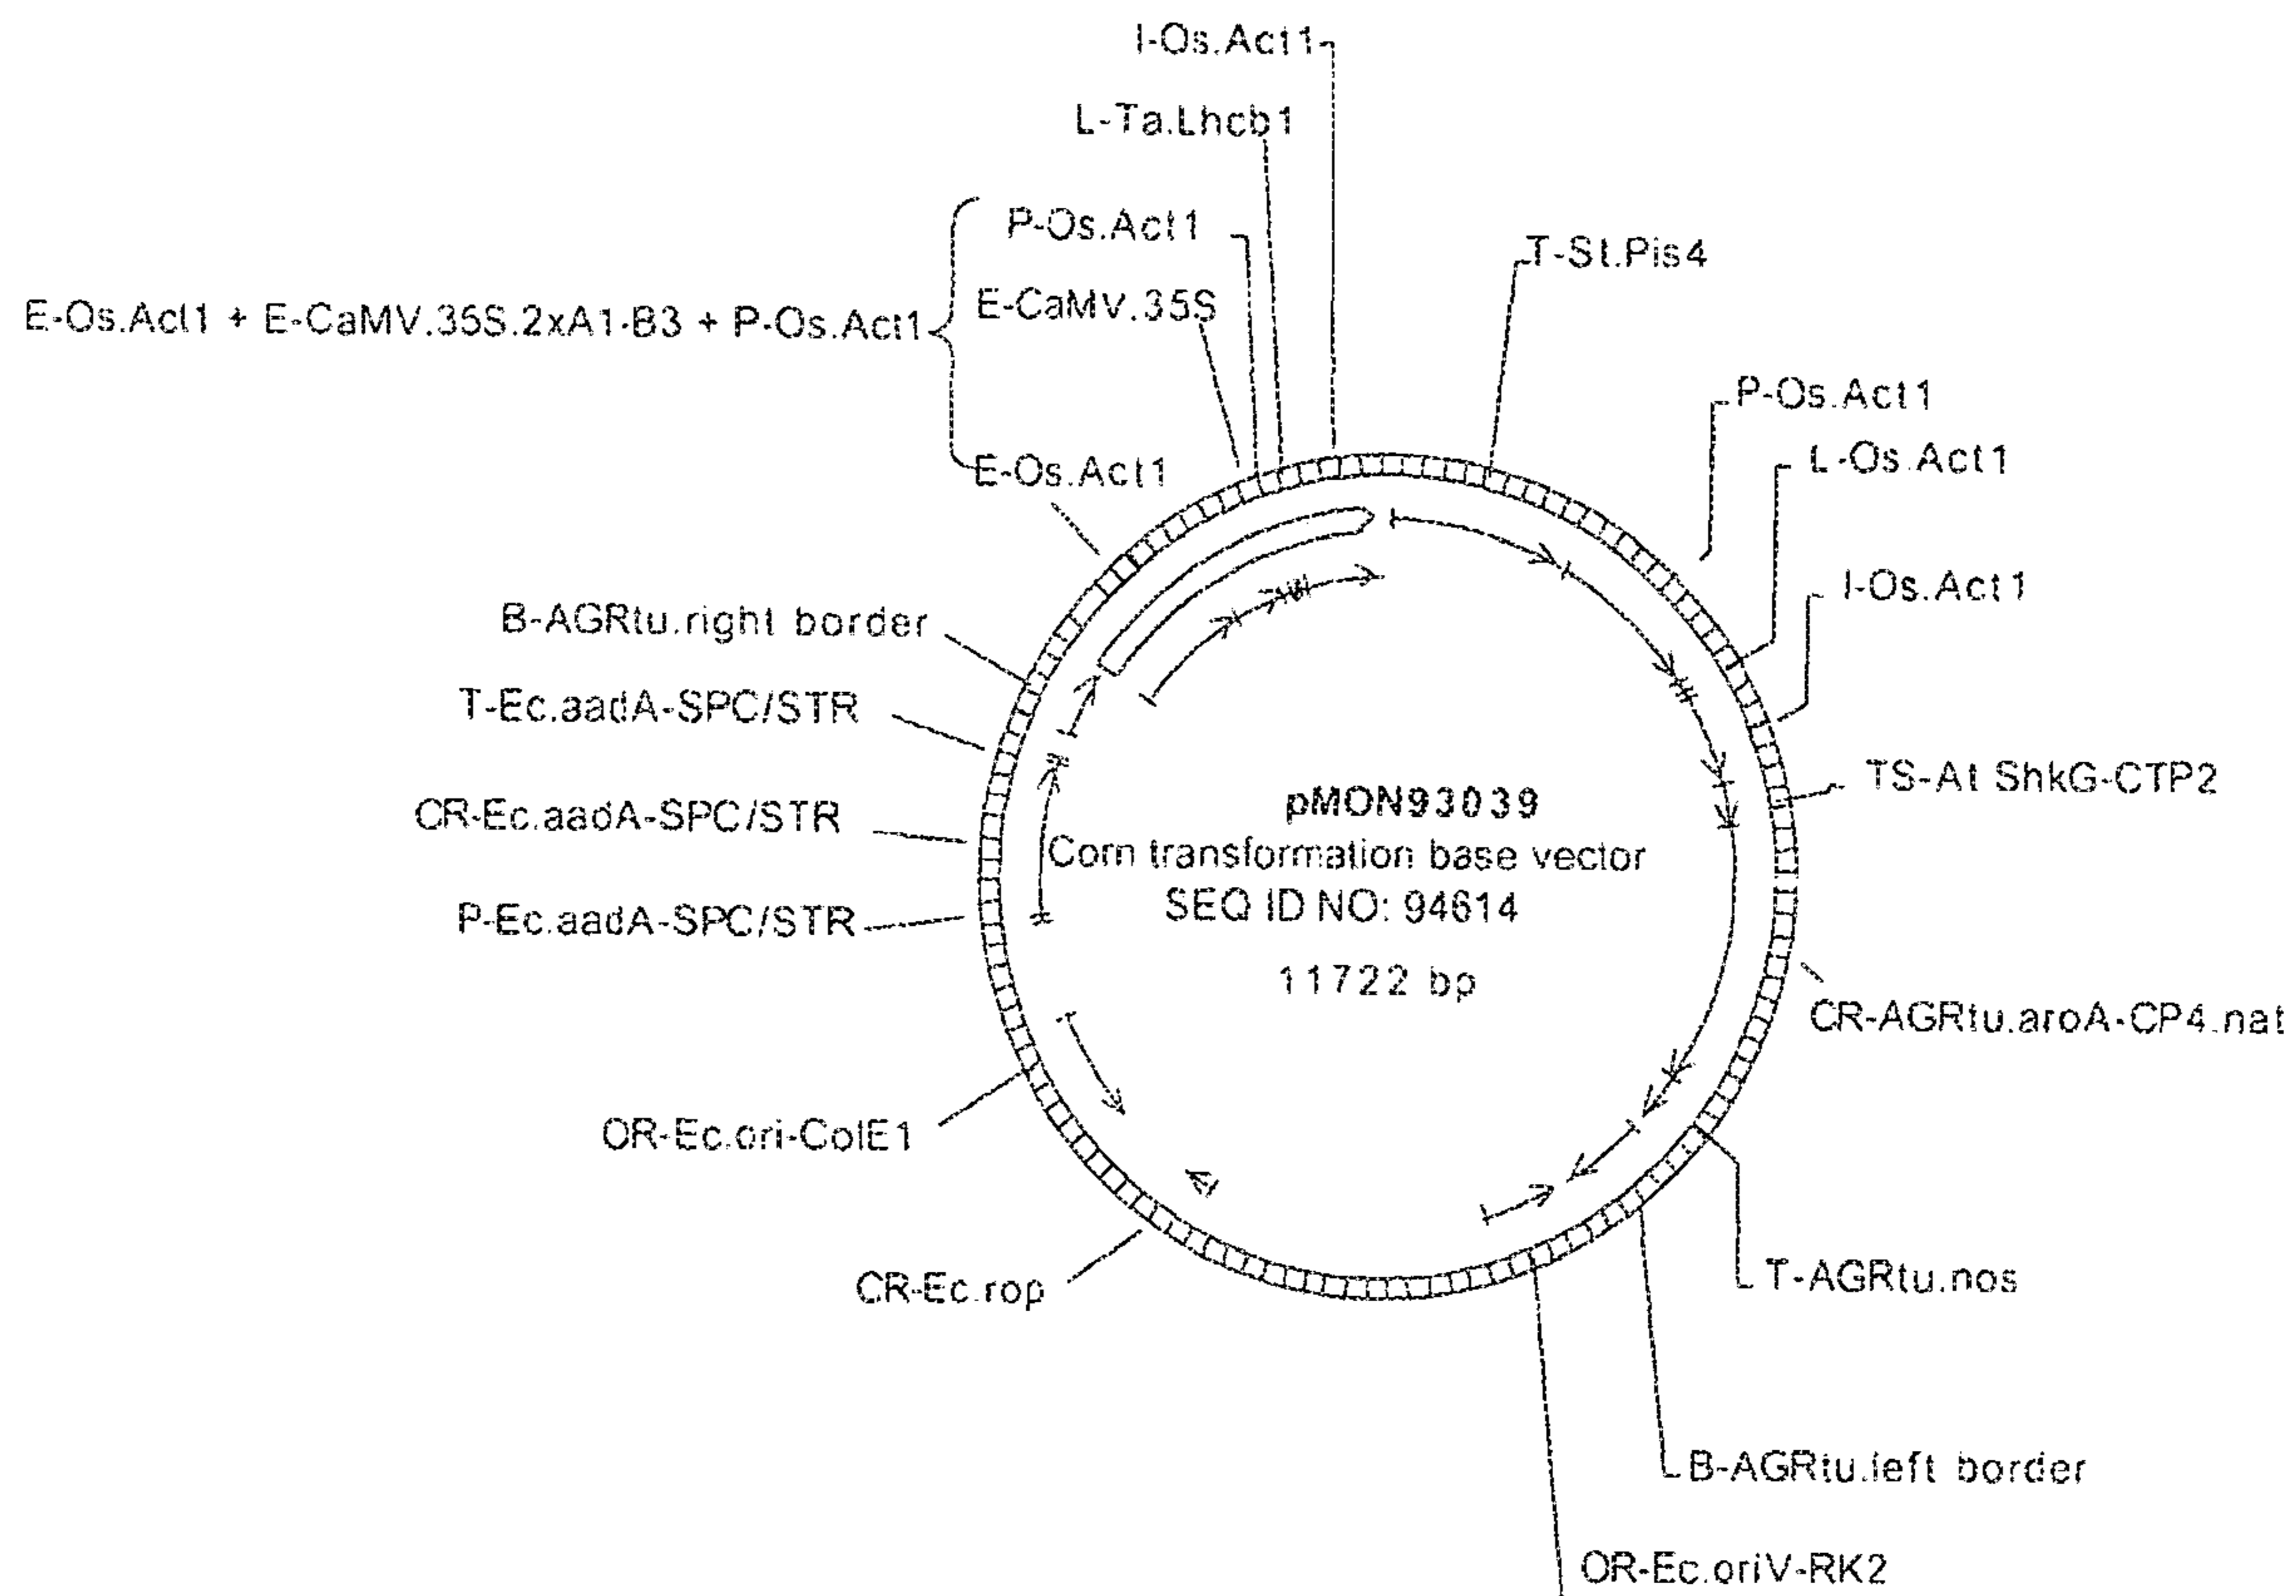 I-Os.Act1
L-Ta.Lhcb1
P-Os.Act1
T-St.Pis4
E-CaMV.35S
E-Os.Act1 + E-CaMV.35S.2xA1-B3 + P-Os.Act1
P-Os.Act1
L-Os.Act1
E-Os.Act1
I-Os.Act1
B-AGRtu.right border
T-Ec.aadA-SPC/STR
TS-At ShkG-CTP2
pMON93039
CR-Ec.aadA-SPC/STR
Corn transformation base vector
SEQ ID NO: 94614
P-Ec.aadA-SPC/STR
11722 bp
CR-AGRtu.aroA-CP4.nat
OR-Ec.ori-ColE1
CR-Ec.rop
T-AGRtu.nos
B-AGRtu.left border
OR-Ec.oriV-RK2